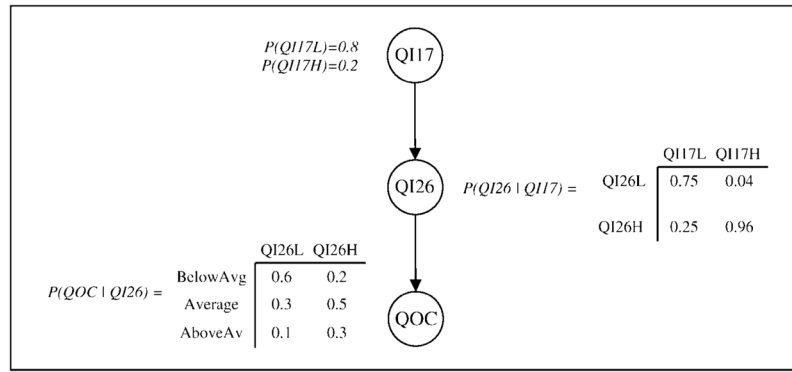 P(QI17L)=0.8
P(QI17H)=0.2
QI17
QI17L QI17H
QI26
P(QI26 | QI17) =
QI26L 0.75 0.04
QI26H 0.25 0.96
QI26L QI26H
P(QOC | QI26) =
BelowAvg 0.6 0.2
Average 0.3 0.5
AboveAv 0.1 0.3
QOC